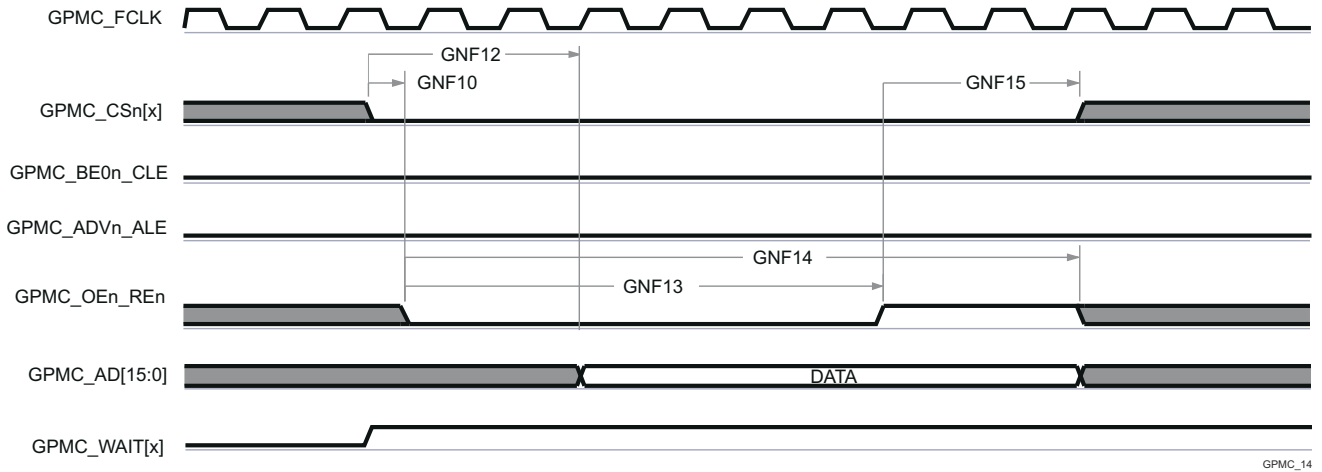 GPMC_FCLK
GNF12
GNF10
GNF15
GPMC_CSn[x]
GPMC_BE0n_CLE
GPMC_ADVn_ALE
GNF14
GNF13
GPMC_OEn_REn
GPMC_AD[15:0]
DATA
GPMC_WAIT[x]
GPMC_14